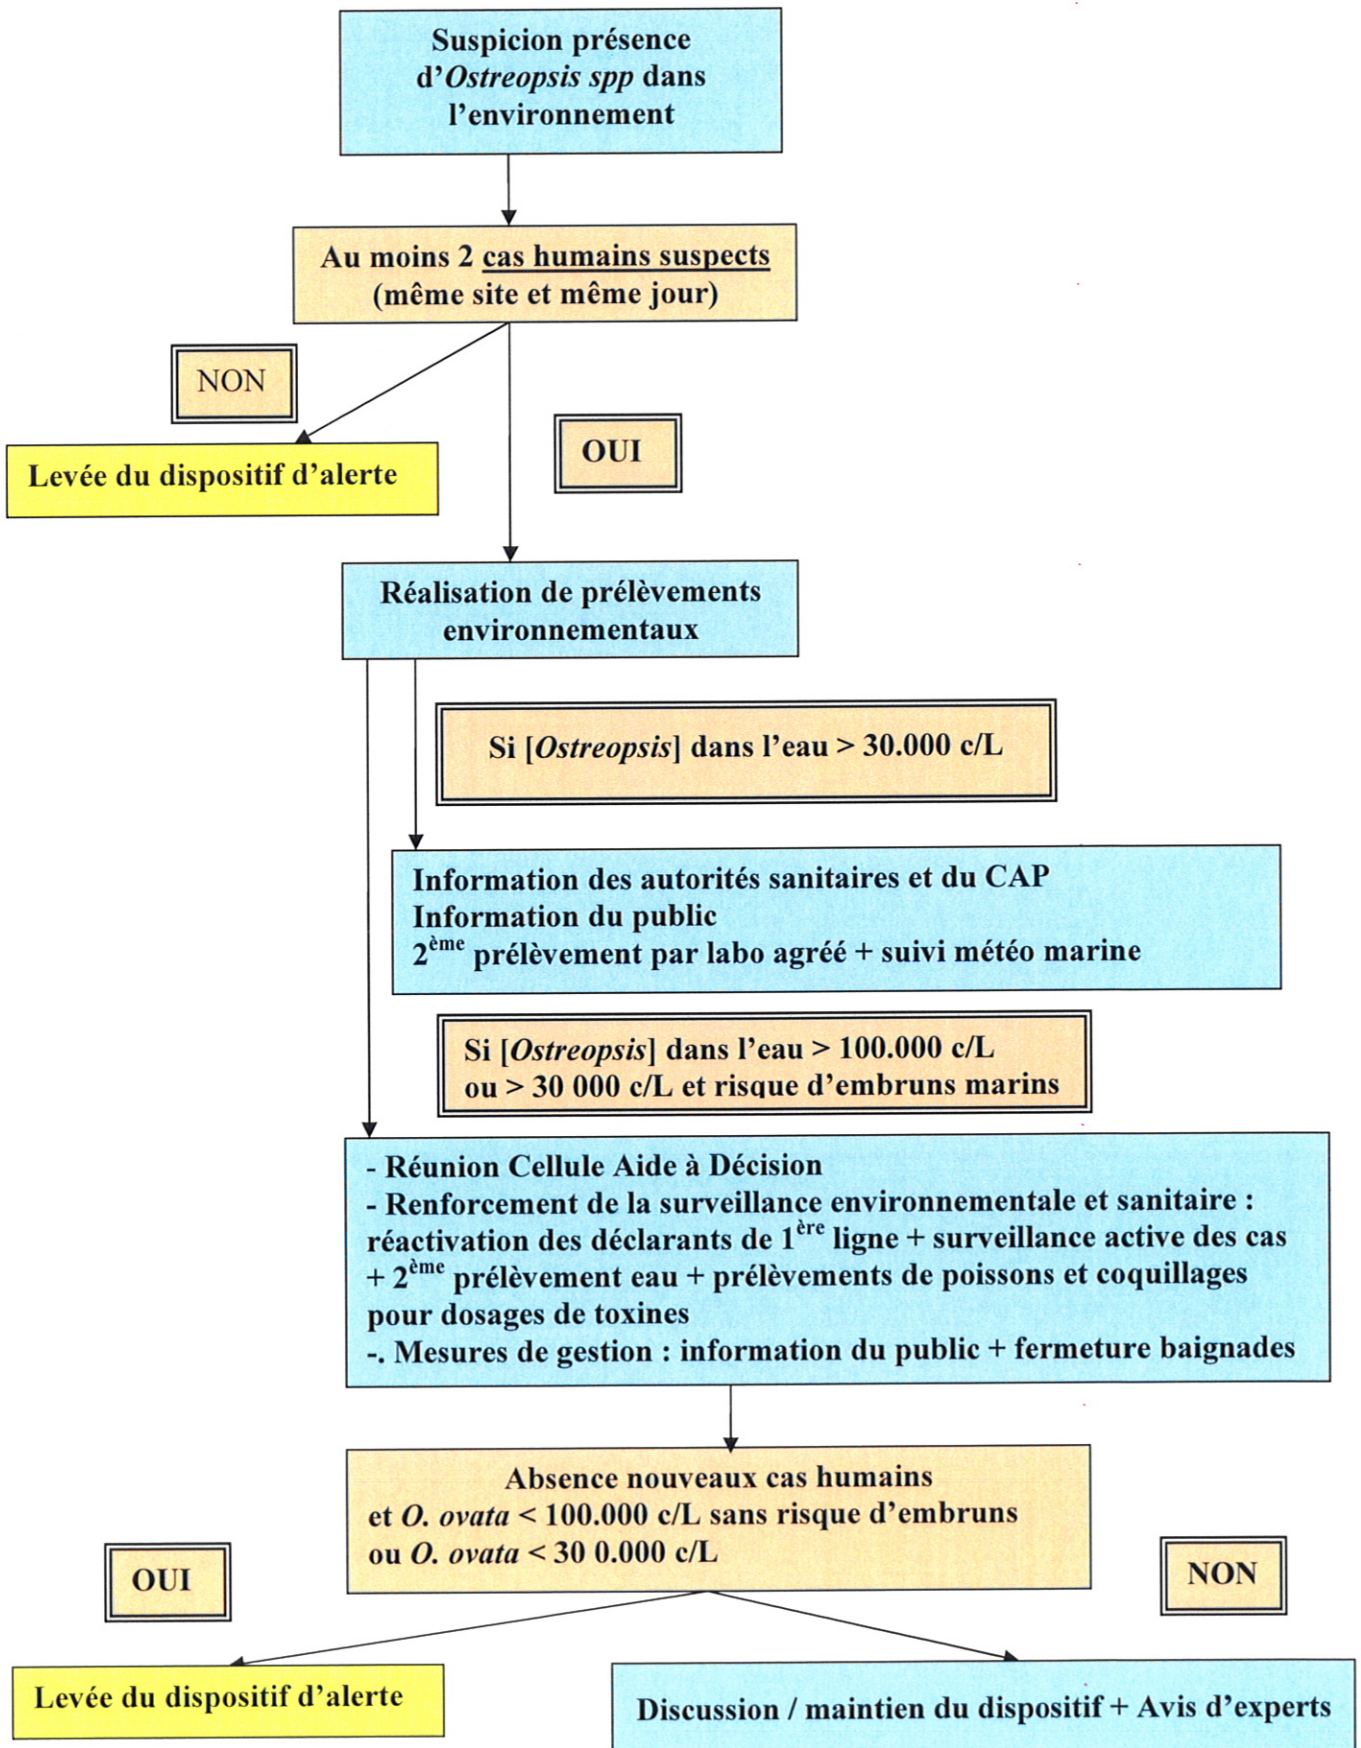 Suspicion présence
d'Ostreopsis spp dans
l'environnement
Au moins 2 cas humains suspects
(même site et même jour)
NON
OUI
Levée du dispositif d'alerte
Réalisation de prélèvements
environnementaux
Si [Ostreopsis] dans l'eau > 30.000 c/L
Information des autorités sanitaires et du CAP
Information du public
2ème prélèvement par labo agréé + suivi météo marine
Si [Ostreopsis] dans l'eau > 100.000 c/L
ou > 30 000 c/L et risque d'embruns marins
- Réunion Cellule Aide à Décision
- Renforcement de la surveillance environnementale et sanitaire :
réactivation des déclarants de 1ère ligne + surveillance active des cas
+ 2ème prélèvement eau + prélèvements de poissons et coquillages
pour dosages de toxines
-. Mesures de gestion : information du public + fermeture baignades
Absence nouveaux cas humains
et O. ovata < 100.000 c/L sans risque d'embruns
ou O. ovata < 30 0.000 c/L
OUI
NON
Levée du dispositif d'alerte
Discussion / maintien du dispositif + Avis d'experts